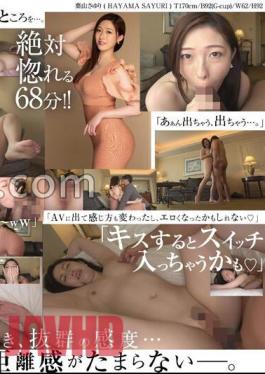 葉山さゆり( HAYAMA SAYURI ) T170cm / B92(G-cup) / W62 / H92
ところを…。
絶対
惚れる
68分!!
「あぁん出ちゃう、出ちゃう…。」
～wW
「AVに出て感じ方も変わったし、エロくなったかもしれない♡」
「キスするとスイッチ
入っちゃうかも♡」
き、抜群の感度…
距離感がたまらない―。